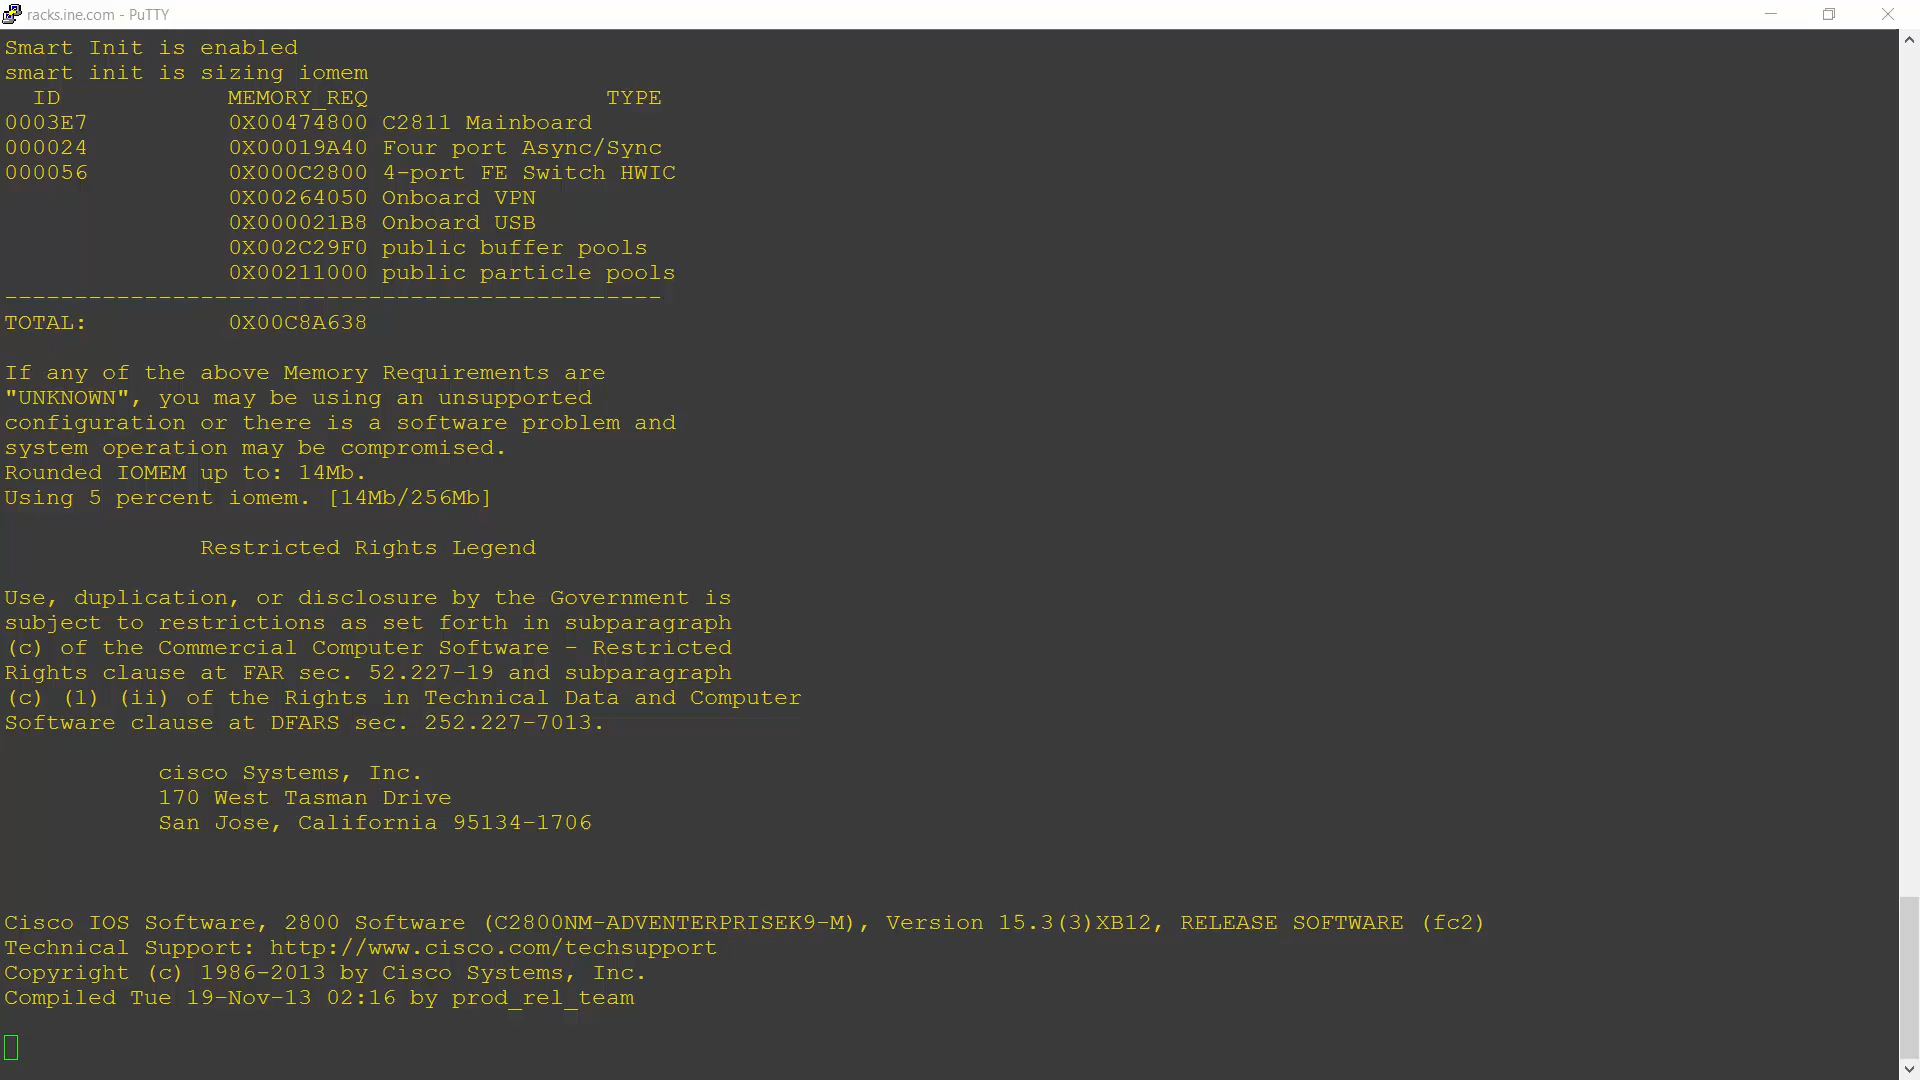 racks.ine.com - PuTTY
Smart Init is enabled
smart init is sizing iomem
ID MEMORY_REQ TYPE
0003E7 0X00474800 C2811 Mainboard
000024 0X00019A40 Four port Async/Sync
000056 0X000C2800 4-port FE Switch HWIC
0X00264050 Onboard VPN
0X000021B8 Onboard USB
0X002C29F0 public buffer pools
0X00211000 public particle pools
-----------------------------------------------
TOTAL: 0X00C8A638
If any of the above Memory Requirements are
"UNKNOWN", you may be using an unsupported
configuration or there is a software problem and
system operation may be compromised.
Rounded IOMEM up to: 14Mb.
Using 5 percent iomem. [14Mb/256Mb]
Restricted Rights Legend
Use, duplication, or disclosure by the Government is
subject to restrictions as set forth in subparagraph
(c) of the Commercial Computer Software - Restricted
Rights clause at FAR sec. 52.227-19 and subparagraph
(c) (1) (ii) of the Rights in Technical Data and Computer
Software clause at DFARS sec. 252.227-7013.
cisco Systems, Inc.
170 West Tasman Drive
San Jose, California 95134-1706
Cisco IOS Software, 2800 Software (C2800NM-ADVENTERPRISEK9-M), Version 15.3(3)XB12, RELEASE SOFTWARE (fc2)
Technical Support: http://www.cisco.com/techsupport
Copyright (c) 1986-2013 by Cisco Systems, Inc.
Compiled Tue 19-Nov-13 02:16 by prod_rel_team